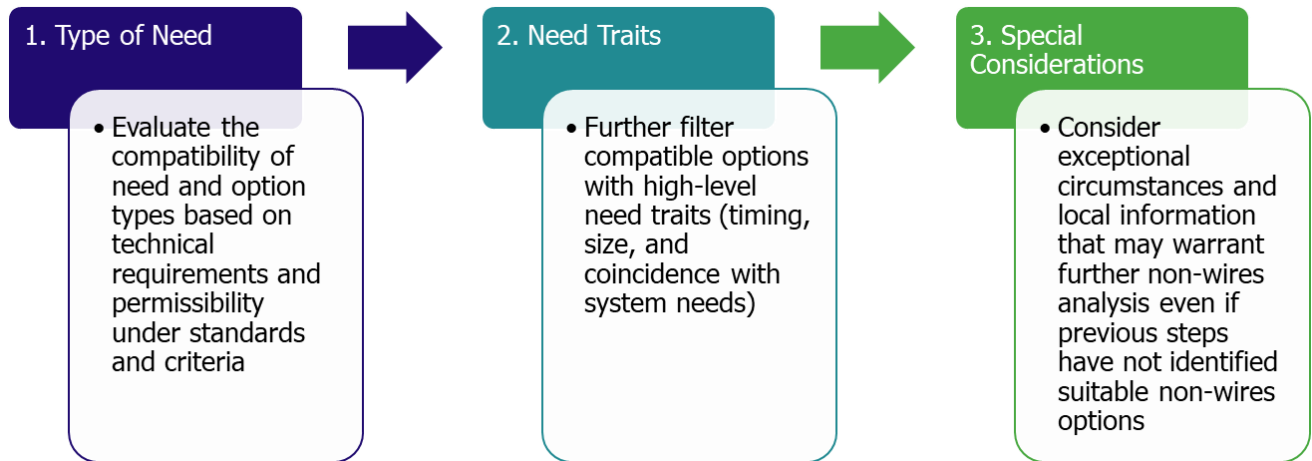 1. Type of Need
• Evaluate the
compatibility of
need and option
types based on
technical
requirements and
permissibility
under standards
and criteria
2. Need Traits
• Further filter
compatible options
with high-level
need traits (timing,
size, and
coincidence with
system needs)
3. Special
Considerations
• Consider
exceptional
circumstances and
local information
that may warrant
further non-wires
analysis even if
previous steps
have not identified
suitable non-wires
options